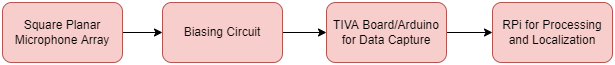 Square Planar
Microphone Array
Biasing Circuit
TIVA Board/Arduino
for Data Capture
RPi for Processing
and Localization